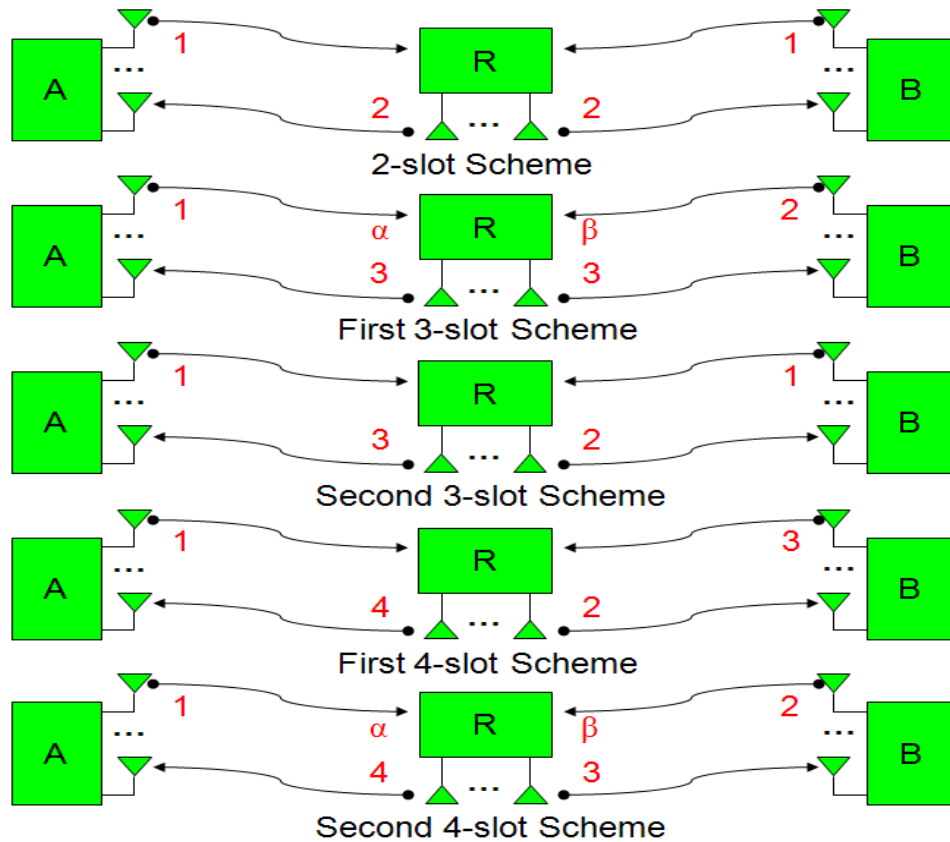 1 R 1
A ... ... B
2 ... 2
2-slot Scheme
1 R 2
A ... α β ... B
3 ... 3
First 3-slot Scheme
1 R 1
A ... ... B
3 ... 2
Second 3-slot Scheme
1 R 3
A ... ... B
4 ... 2
First 4-slot Scheme
1 R 2
A ... α β ... B
4 ... 3
Second 4-slot Scheme